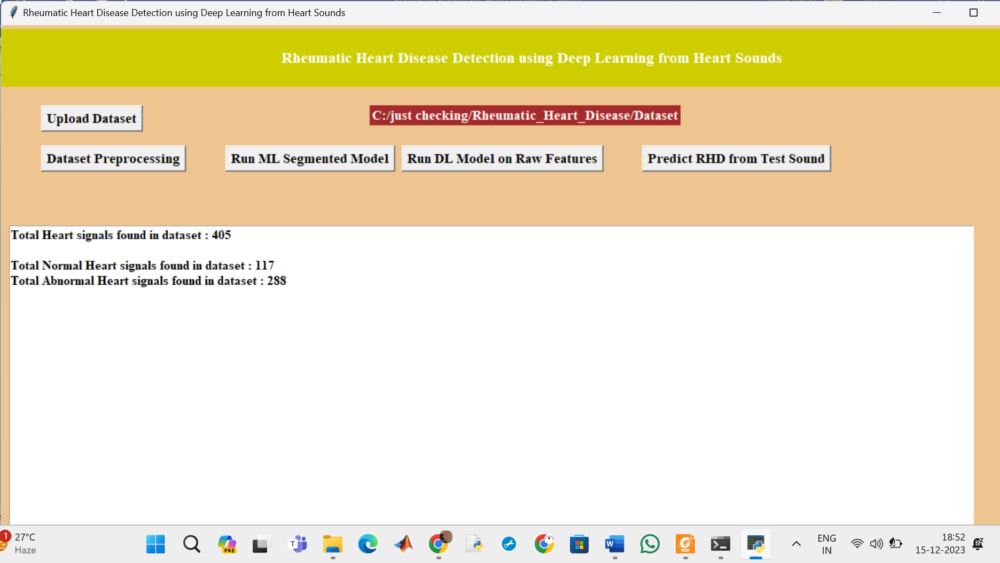 Rheumatic Heart Disease Detection using Deep Learning from Heart Sounds
Rheumatic Heart Disease Detection using Deep Learning from Heart Sounds
Upload Dataset
C:/just checking/Rheumatic_Heart_Disease/Dataset
Dataset Preprocessing
Run ML Segmented Model
Run DL Model on Raw Features
Predict RHD from Test Sound
Total Heart signals found in dataset : 405
Total Normal Heart signals found in dataset : 117
Total Abnormal Heart signals found in dataset : 288
1
27°C
Haze
PRE
T
W
PDF
ENG
IN
18:52
15-12-2023